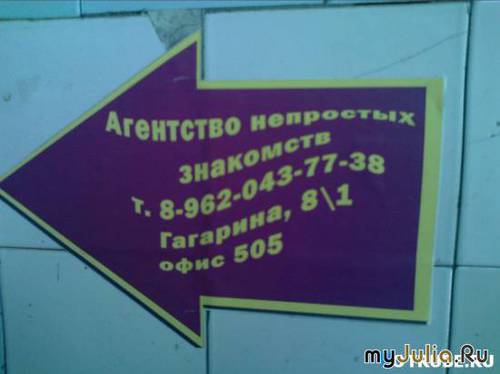 Агентство непростых
знакомств
т. 8-962-043-77-38
Гагарина, 8\1
офис 505
myJulia.Ru